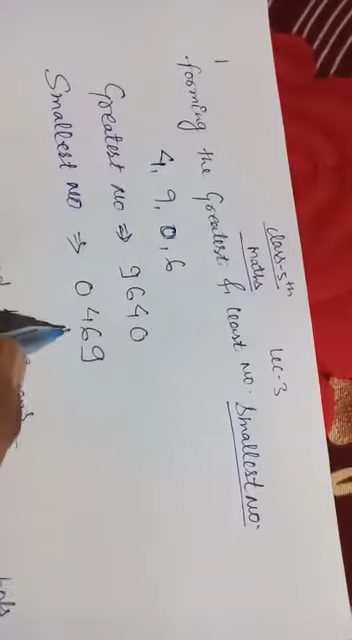 class-5th Lec-3
maths
forming the Greatest & least no. Smallest no.
4, 9, 0, 6
Greatest no ⇒ 9640
Smallest no ⇒ 0469